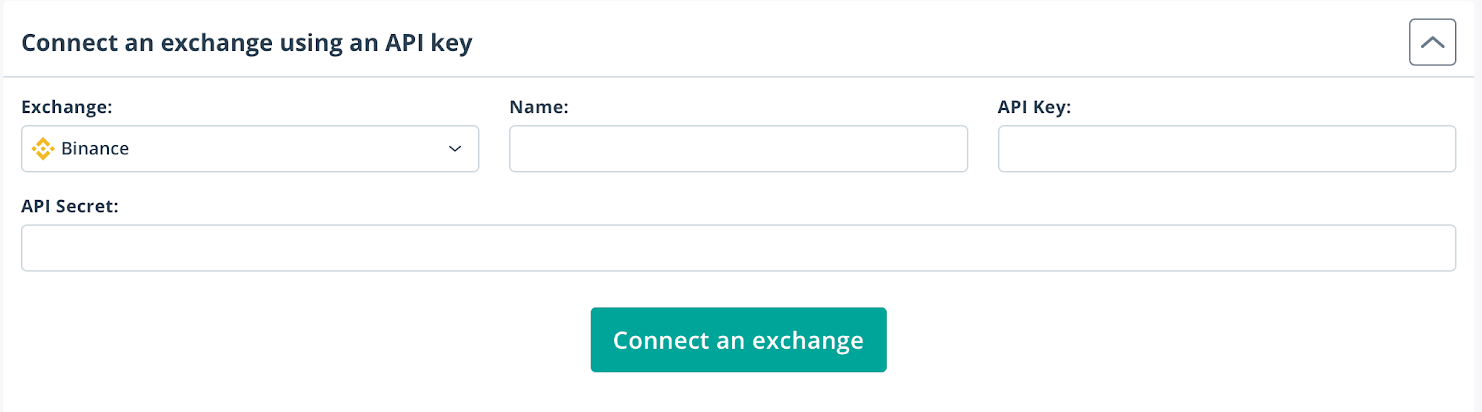 Connect an exchange using an API key
Exchange:
Name:
API Key:
Binance
API Secret:
Connect an exchange